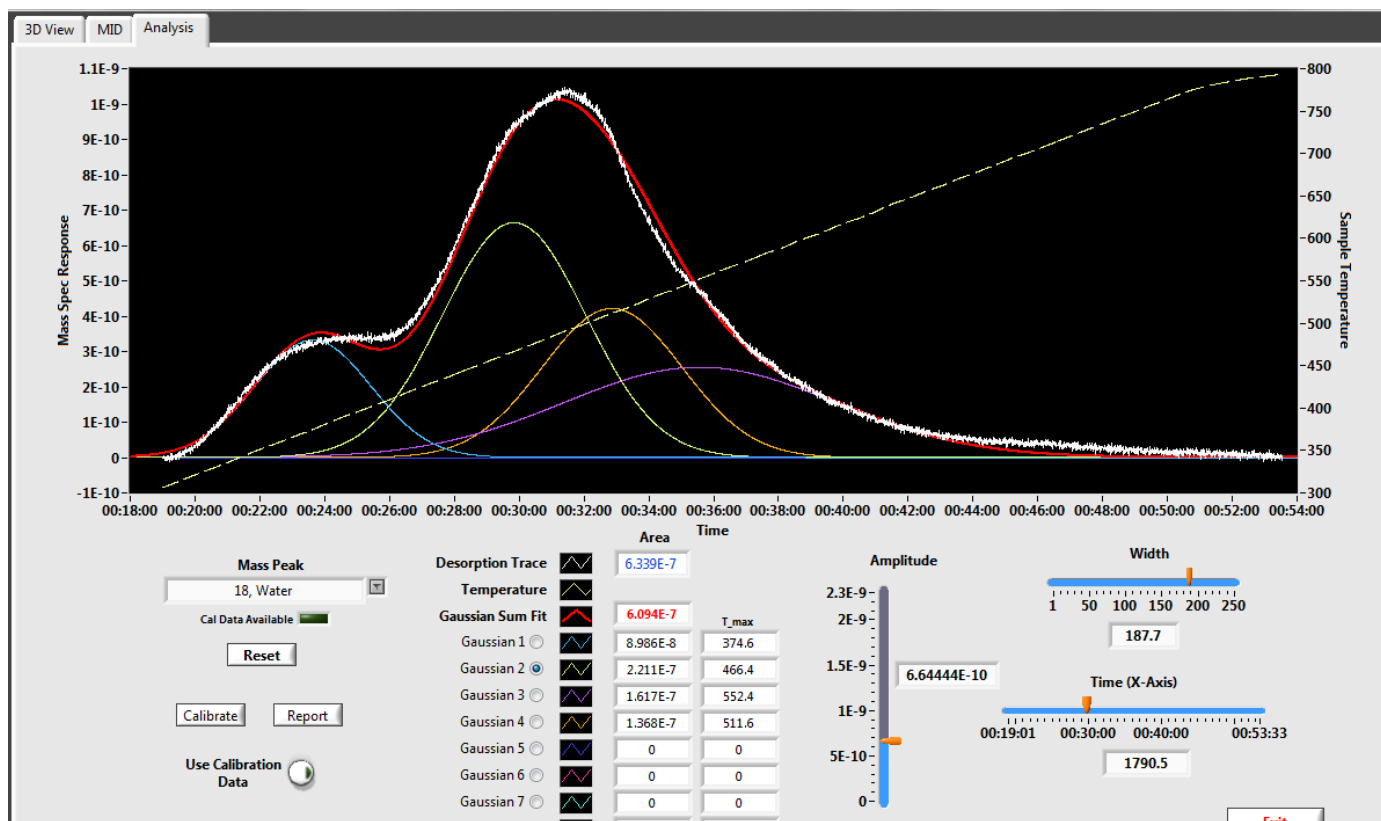 3D View MID Analysis
1.1E-9
1E-9
9E-10
8E-10
7E-10
6E-10
5E-10
4E-10
3E-10
2E-10
1E-10
0
-1E-10
Mass Spec Response
800
750
700
650
600
550
500
450
400
350
300
Sample Temperature
00:18:00 00:20:00 00:22:00 00:24:00 00:26:00 00:28:00 00:30:00 00:32:00 00:34:00 00:36:00 00:38:00 00:40:00 00:42:00 00:44:00 00:46:00 00:48:00 00:50:00 00:52:00 00:54:00
Time
Mass Peak
18, Water
Cal Data Available
Reset
Calibrate Report
Use Calibration
Data
Area
Desorption Trace 6.339E-7
Temperature
Gaussian Sum Fit 6.094E-7 T_max
Gaussian 1 8.986E-8 374.6
Gaussian 2 2.211E-7 466.4
Gaussian 3 1.617E-7 552.4
Gaussian 4 1.368E-7 511.6
Gaussian 5 0 0
Gaussian 6 0 0
Gaussian 7 0 0
Amplitude
2.3E-9
2E-9
1.5E-9
1E-9
5E-10
0
6.64444E-10
Width
1 50 100 150 200 250
187.7
Time (X-Axis)
00:19:01 00:30:00 00:40:00 00:53:33
1790.5
Exit